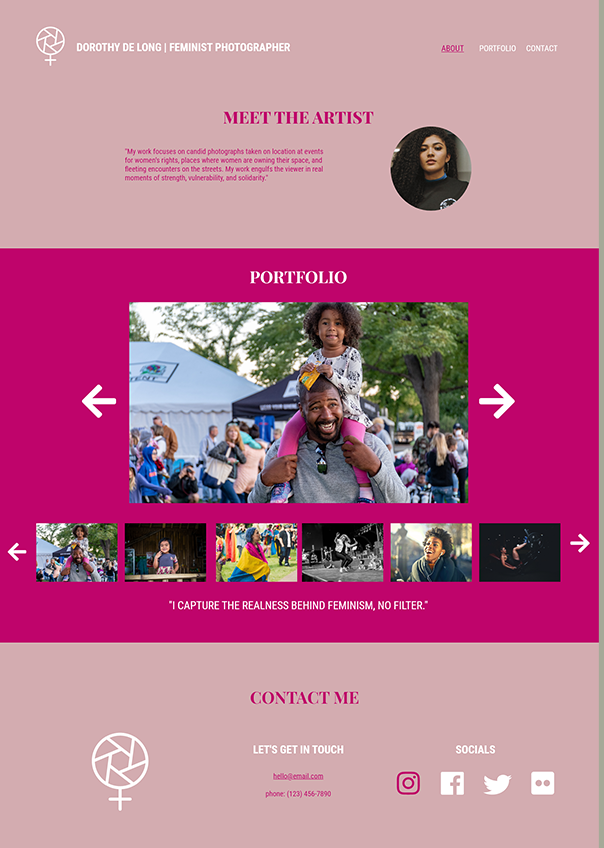 DOROTHY DE LONG | FEMINIST PHOTOGRAPHER
ABOUT PORTFOLIO CONTACT
MEET THE ARTIST
"My work focuses on candid photographs taken on location at events
for women's rights, places where women are owning their space, and
fleeting encounters on the streets. My work engulfs the viewer in real
moments of strength, vulnerability, and solidarity."
PORTFOLIO
"I CAPTURE THE REALNESS BEHIND FEMINISM, NO FILTER."
CONTACT ME
LET'S GET IN TOUCH
hello@email.com
phone: (123) 456-7890
SOCIALS